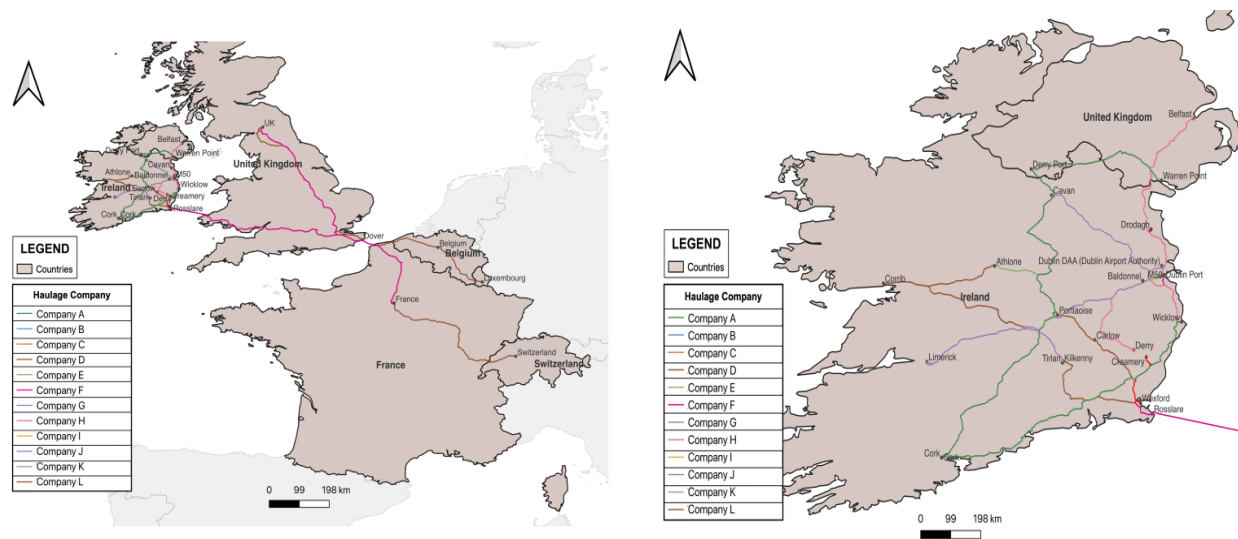 UK
Belfast
Derry Port
Warren Point
United Kingdom
Cavan
Athlone
Baldonnel
M50
Ireland
Wicklow
Creamery
Tirlan
Derry
Rosslare
Cork
Cork
Dover
Belgium
Belgium
Luxembourg
France
France
Switzerland
Switzerland
LEGEND
Countries
Haulage Company
Company A
Company B
Company C
Company D
Company E
Company F
Company G
Company H
Company I
Company J
Company K
Company L
0 99 198 km
United Kingdom
Belfast
Derry Port
Warren Point
Cavan
Drodagh
Dublin DAA (Dublin Airport Authority)
Athlone
Baldonnel
M50
Dublin Port
Corrib
Ireland
Portlaoise
Wicklow
Carlow
Derry
Limerick
Tirlan
Kilkenny
Creamery
Wexford
Rosslare
Cork
LEGEND
Countries
Haulage Company
Company A
Company B
Company C
Company D
Company E
Company F
Company G
Company H
Company I
Company J
Company K
Company L
0 99 198 km